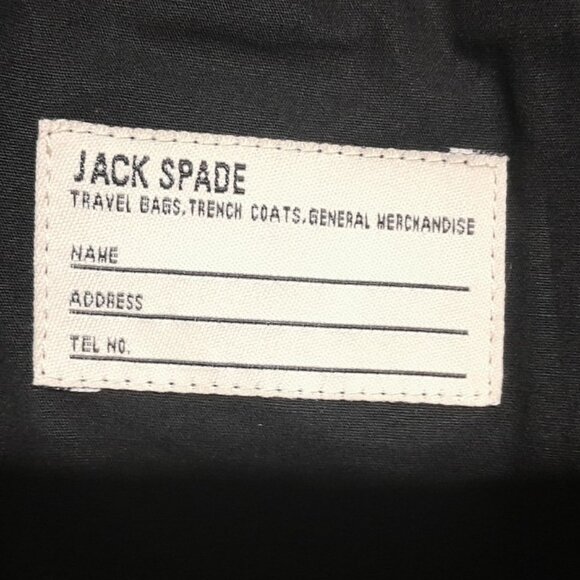 JACK SPADE
TRAVEL BAGS, TRENCH COATS, GENERAL MERCHANDISE
NAME
ADDRESS
TEL NO.